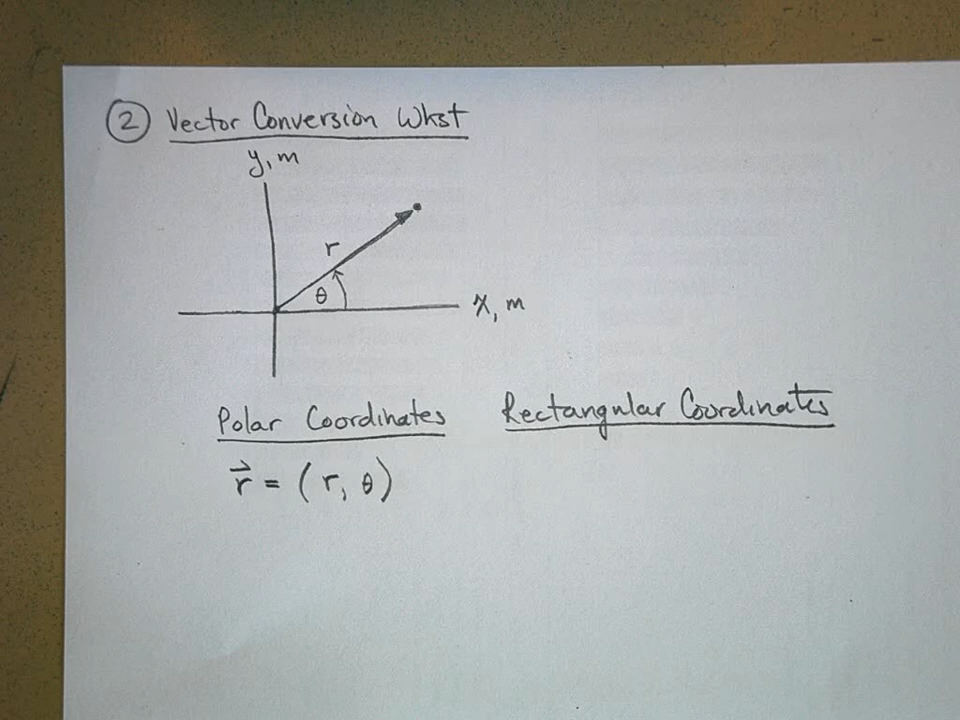 ② Vector Conversion Wkst
y, m
r
θ
x, m
Polar Coordinates Rectangular Coordinates
r⃗ = (r, θ)